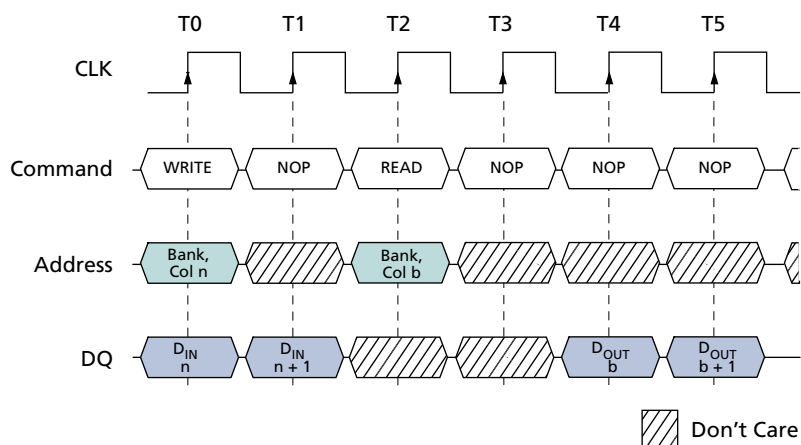 T0 T1 T2 T3 T4 T5
CLK
Command WRITE NOP READ NOP NOP NOP
Address Bank, Col n Bank, Col b
DQ DIN n DIN n + 1 DOUT b DOUT b + 1
Don't Care